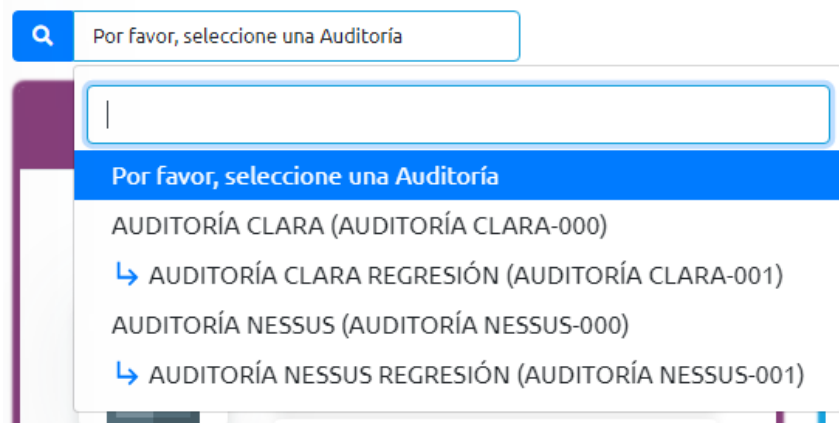 Por favor, seleccione una Auditoría
Por favor, seleccione una Auditoría
AUDITORÍA CLARA (AUDITORÍA CLARA-000)
AUDITORÍA CLARA REGRESIÓN (AUDITORÍA CLARA-001)
AUDITORÍA NESSUS (AUDITORÍA NESSUS-000)
AUDITORÍA NESSUS REGRESIÓN (AUDITORÍA NESSUS-001)